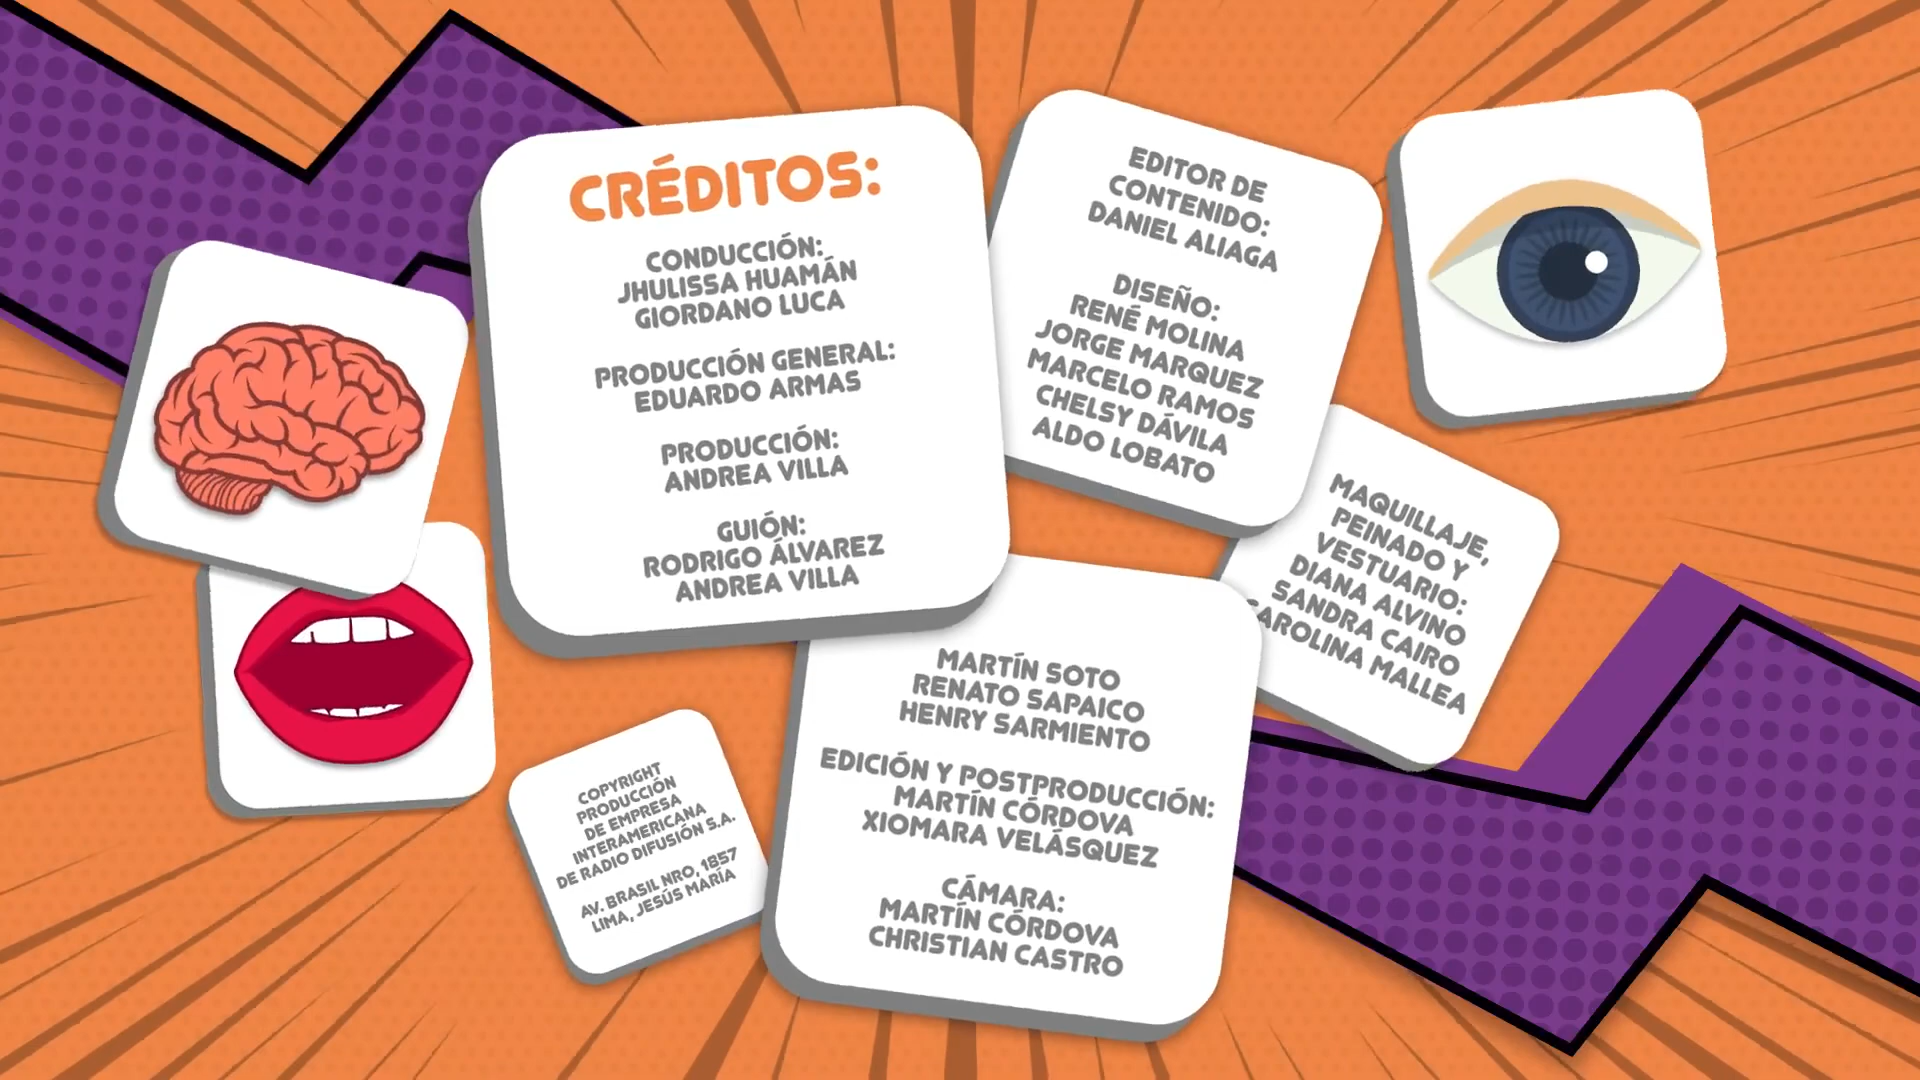 CRÉDITOS:
CONDUCCIÓN:
JHULISSA HUAMÁN
GIORDANO LUCA
PRODUCCIÓN GENERAL:
EDUARDO ARMAS
PRODUCCIÓN:
ANDREA VILLA
GUIÓN:
RODRIGO ÁLVAREZ
ANDREA VILLA
EDITOR DE
CONTENIDO:
DANIEL ALIAGA
DISEÑO:
RENÉ MOLINA
JORGE MARQUEZ
MARCELO RAMOS
CHELSY DÁVILA
ALDO LOBATO
MAQUILLAJE,
PEINADO Y
VESTUARIO:
DIANA ALVINO
SANDRA CAIRO
CAROLINA MALLEA
MARTÍN SOTO
RENATO SAPAICO
HENRY SARMIENTO
EDICIÓN Y POSTPRODUCCIÓN:
MARTÍN CÓRDOVA
XIOMARA VELÁSQUEZ
CÁMARA:
MARTÍN CÓRDOVA
CHRISTIAN CASTRO
COPYRIGHT
PRODUCCIÓN
DE EMPRESA
INTERAMERICANA
DE RADIO DIFUSIÓN S.A.
AV. BRASIL NRO, 1857
LIMA, JESÚS MARÍA